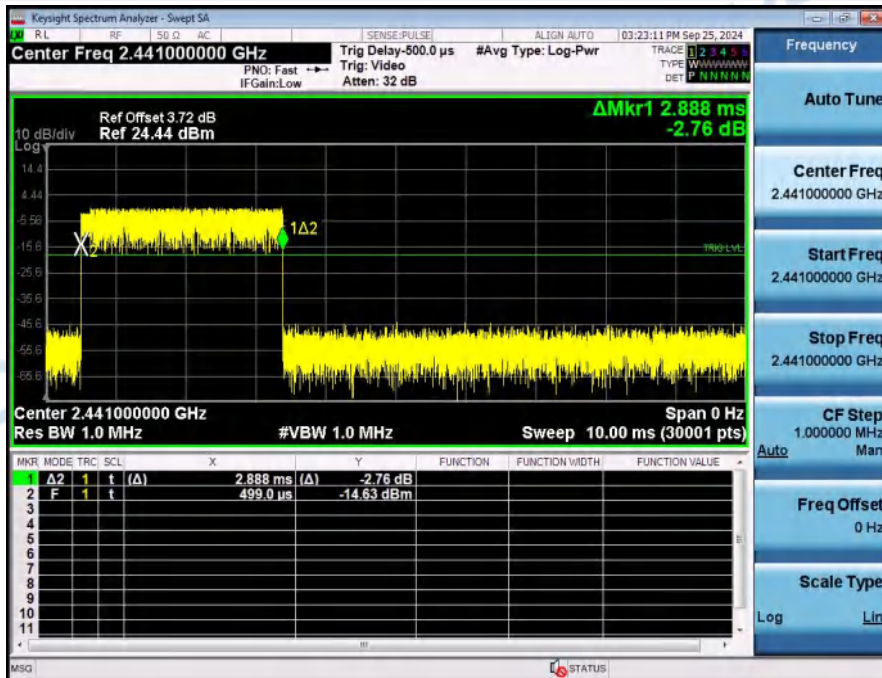 Keysight Spectrum Analyzer - Swept SA
RL RF 50 Ω AC SENSE:PULSE ALIGN AUTO 03:23:11 PM Sep 25, 2024
Center Freq 2.441000000 GHz
PNO: Fast
IFGain:Low
Trig Delay-500.0 µs
Trig: Video
Atten: 32 dB
#Avg Type: Log-Pwr
TRACE 1 2 3 4 5 6
TYPE W
DET P N N N N N
Ref Offset 3.72 dB
10 dB/div Ref 24.44 dBm
Log
ΔMkr1 2.888 ms
-2.76 dB
14.4
4.44
-5.56
-15.6
-25.6
-35.6
-45.6
-55.6
-65.6
X2
1Δ2
TRIG LVL
Center 2.441000000 GHz Span 0 Hz
Res BW 1.0 MHz #VBW 1.0 MHz Sweep 10.00 ms (30001 pts)
MKR MODE TRC SCL X Y FUNCTION FUNCTION WIDTH FUNCTION VALUE
1 Δ2 1 t (Δ) 2.888 ms (Δ) -2.76 dB
2 F 1 t 499.0 µs -14.63 dBm
3
4
5
6
7
8
9
10
11
MSG STATUS
Frequency
Auto Tune
Center Freq
2.441000000 GHz
Start Freq
2.441000000 GHz
Stop Freq
2.441000000 GHz
CF Step
1.000000 MHz
Auto Man
Freq Offset
0 Hz
Scale Type
Log Lin